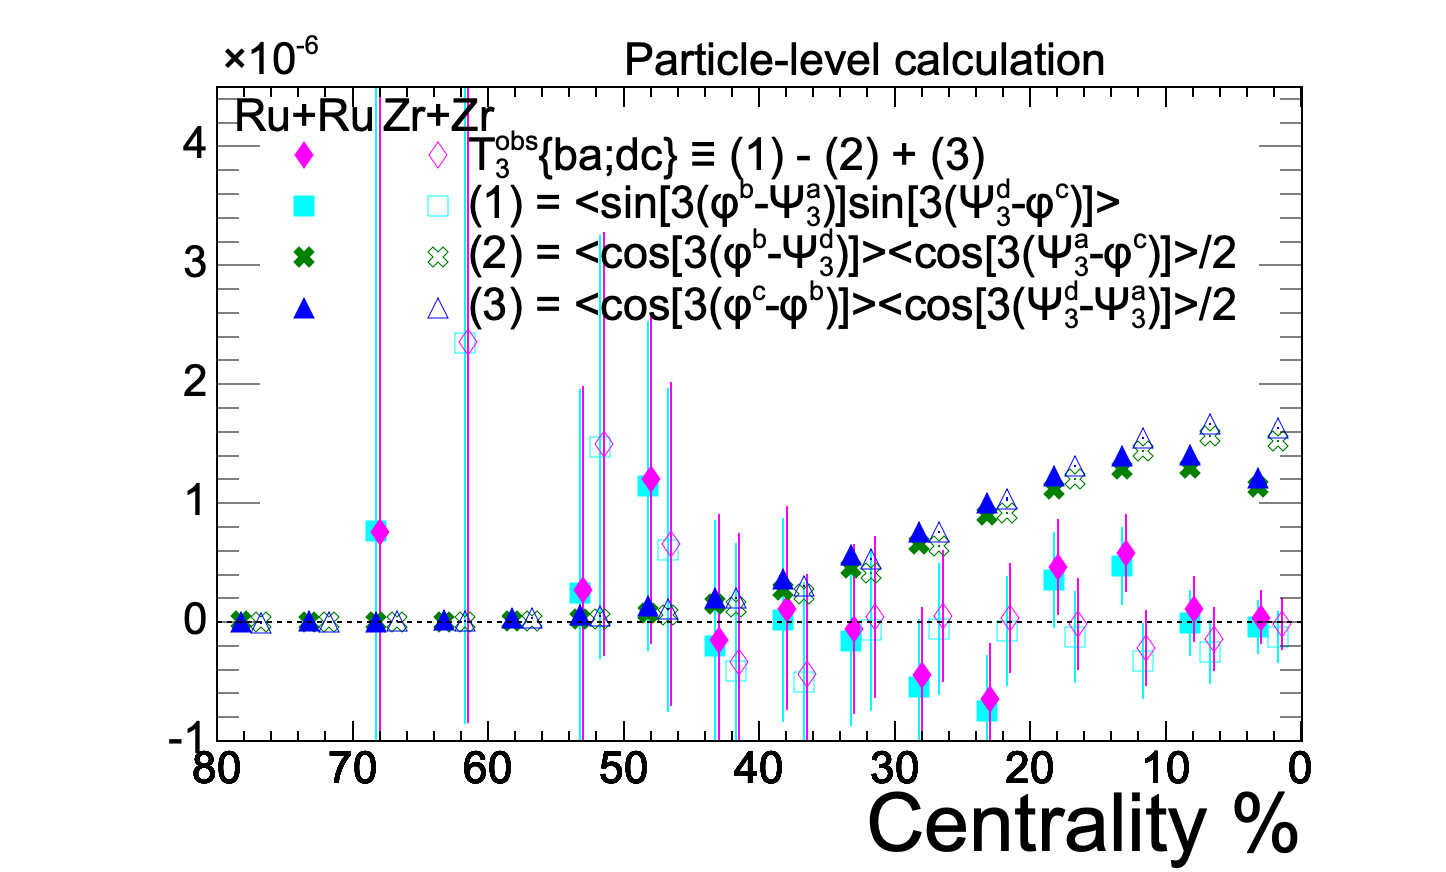 ×10^-6 Particle-level calculation
Ru+Ru Zr+Zr
T_3^obs{ba;dc} ≡ (1) - (2) + (3)
(1) = <sin[3(φ^b-Ψ_3^a)]sin[3(Ψ_3^d-φ^c)]>
(2) = <cos[3(φ^b-Ψ_3^d)]><cos[3(Ψ_3^a-φ^c)]>/2
(3) = <cos[3(φ^c-φ^b)]><cos[3(Ψ_3^d-Ψ_3^a)]>/2
4
3
2
1
0
-1
80 70 60 50 40 30 20 10 0
Centrality %